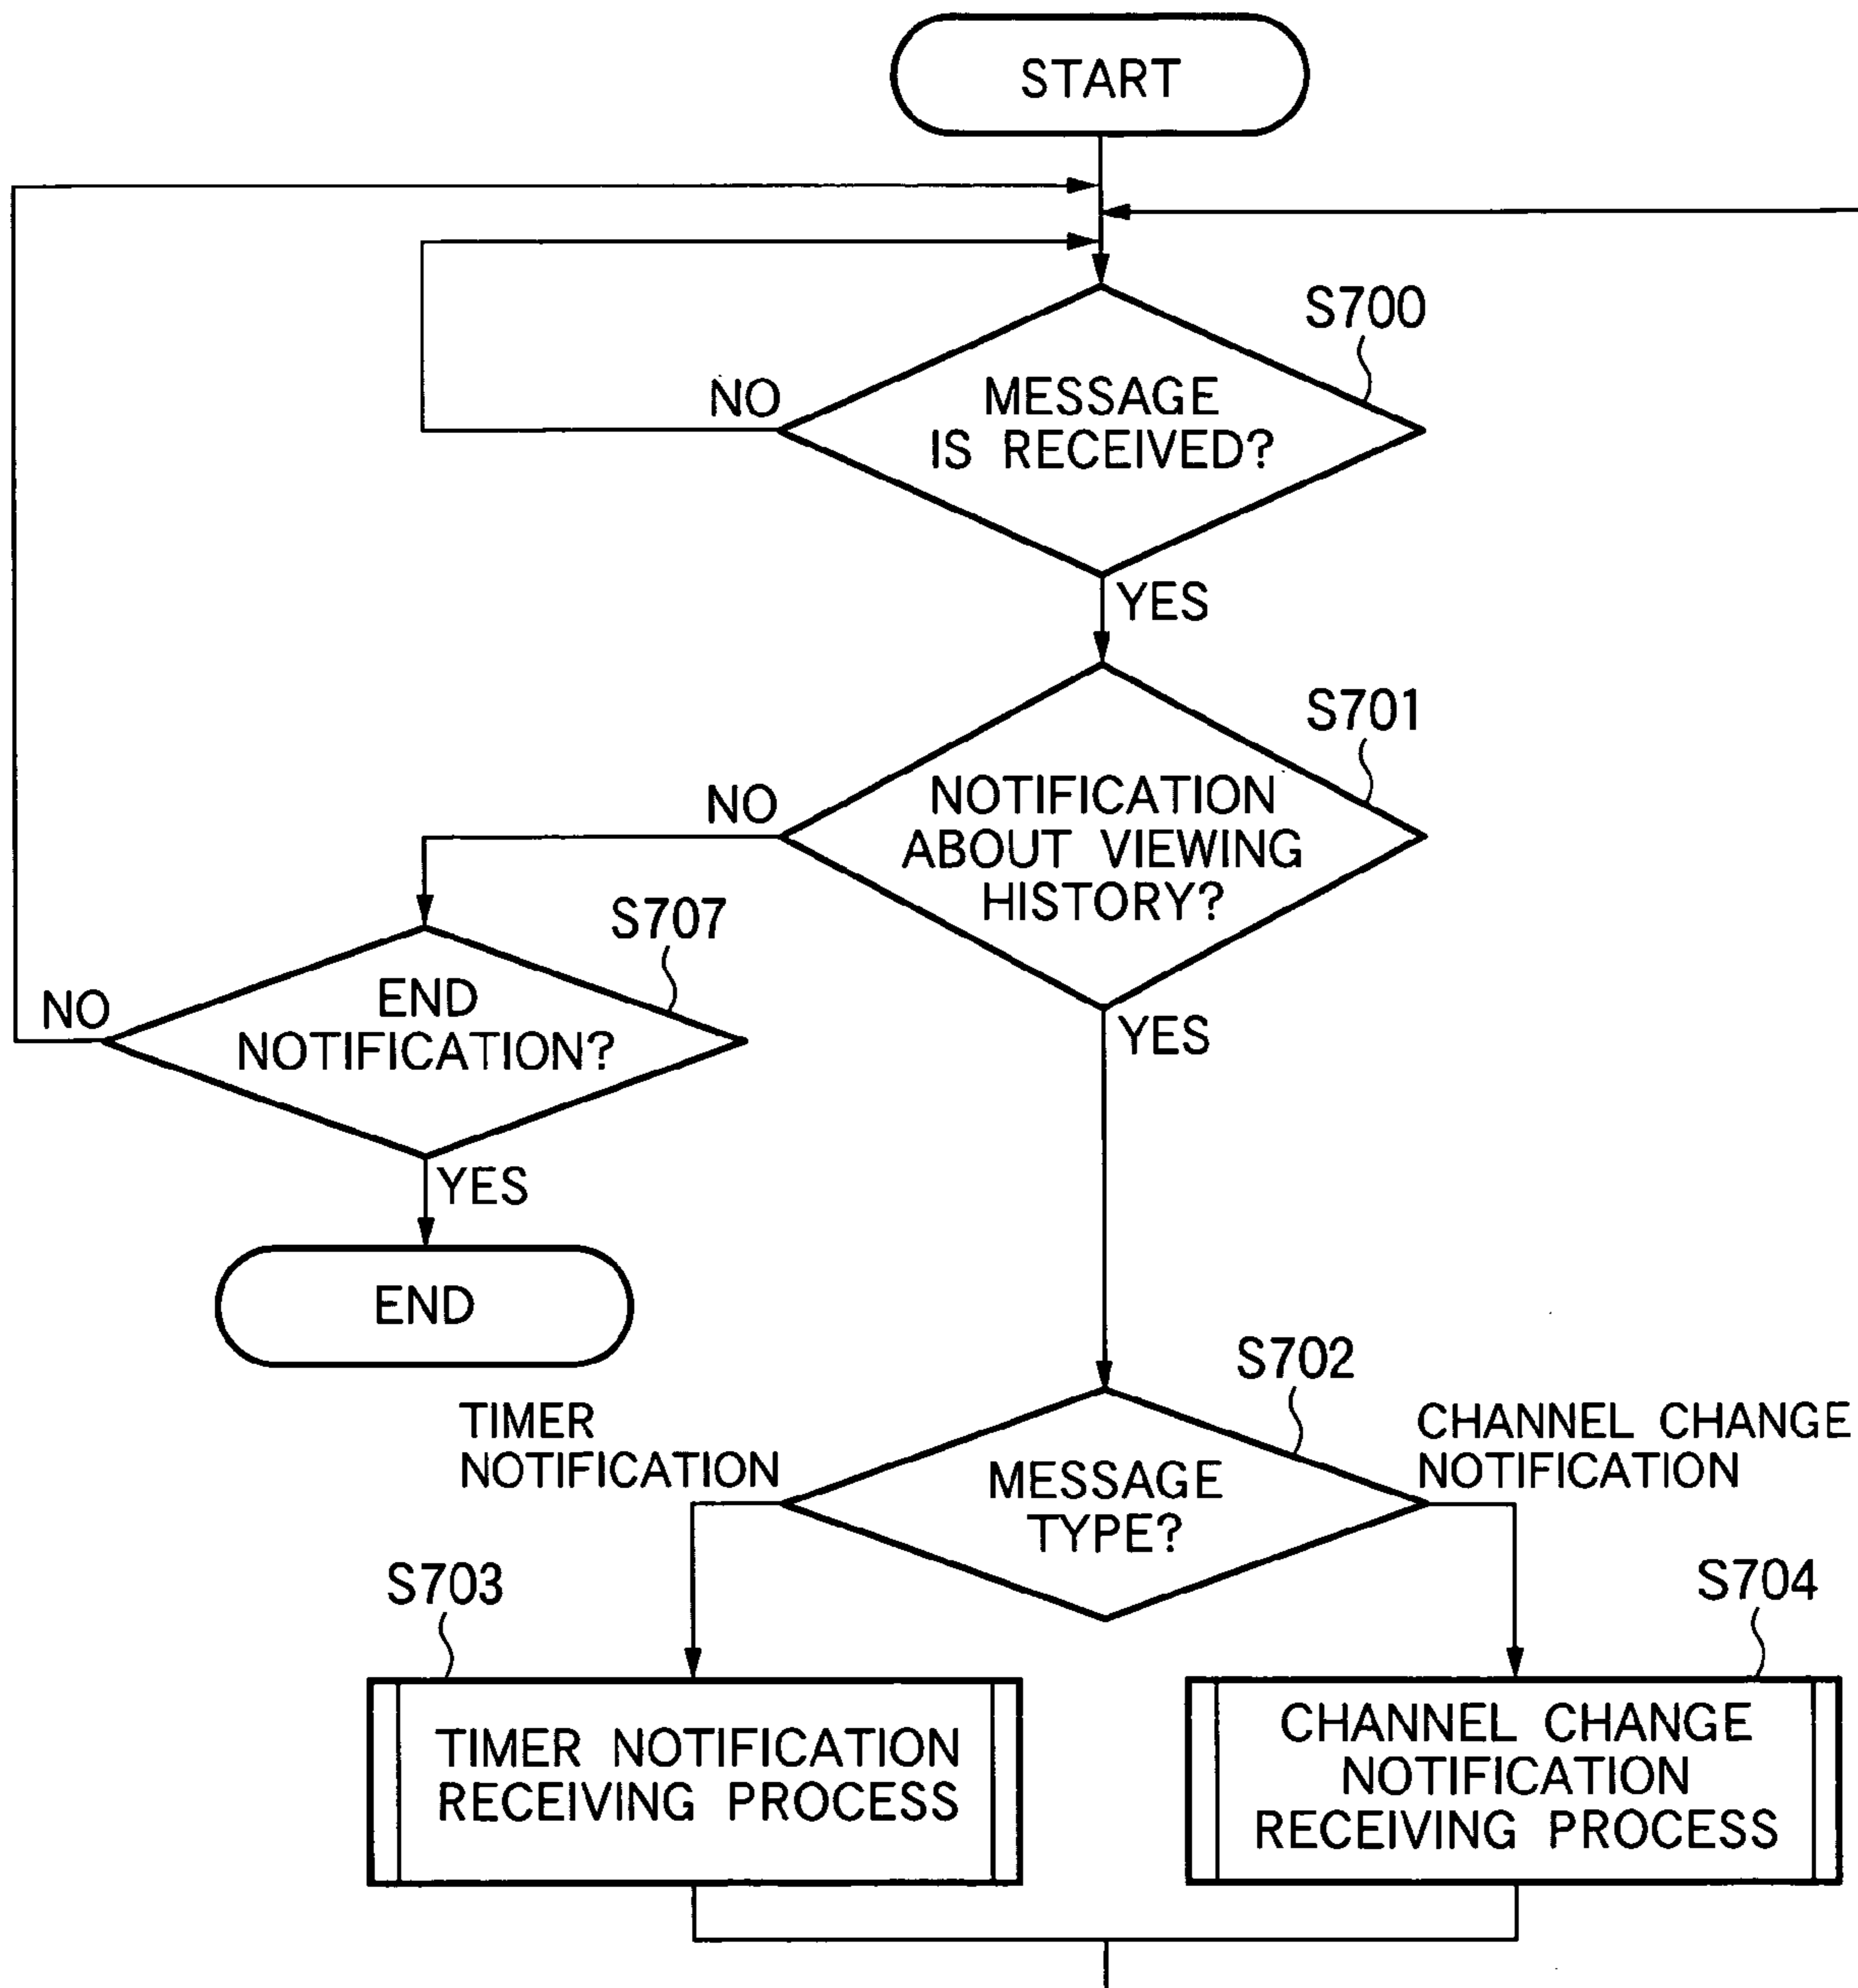 START
S700
NO
MESSAGE
IS RECEIVED?
YES
S701
NO
NOTIFICATION
ABOUT VIEWING
HISTORY?
S707
NO
END
NOTIFICATION?
YES
YES
END
S702
TIMER
NOTIFICATION
MESSAGE
TYPE?
CHANNEL CHANGE
NOTIFICATION
S703
S704
TIMER NOTIFICATION
RECEIVING PROCESS
CHANNEL CHANGE
NOTIFICATION
RECEIVING PROCESS